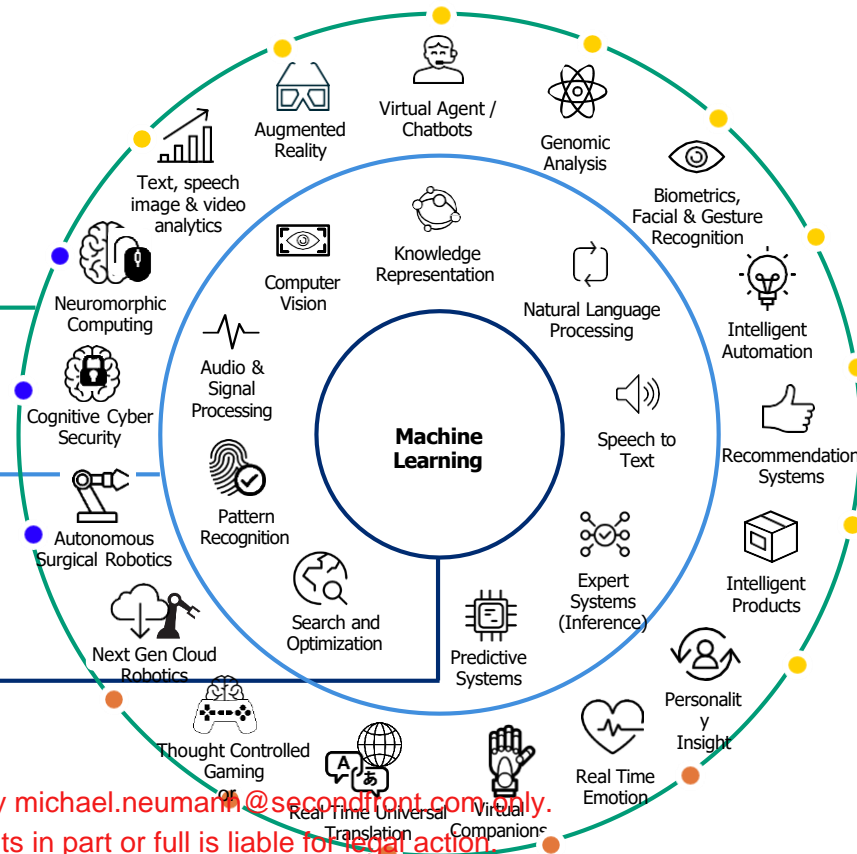 Virtual Agent /
Chatbots
Augmented
Reality
Genomic
Analysis
Text, speech
image & video
analytics
Biometrics,
Facial & Gesture
Recognition
Knowledge
Representation
Computer
Vision
Neuromorphic
Computing
Natural Language
Processing
Intelligent
Automation
Audio &
Signal
Processing
Cognitive Cyber
Security
Machine
Learning
Speech to
Text
Recommendation
Systems
Pattern
Recognition
Autonomous
Surgical Robotics
Expert
Systems
(Inference)
Intelligent
Products
Search and
Optimization
Predictive
Systems
Next Gen Cloud
Robotics
Personalit
y
Insight
Thought Controlled
Gaming
or
A
あ
Real Time
Emotion
Real Time Universal
Translation
Virtual
Companions
y michael.neumann@secondfront.com only.
ts in part or full is liable for legal action.